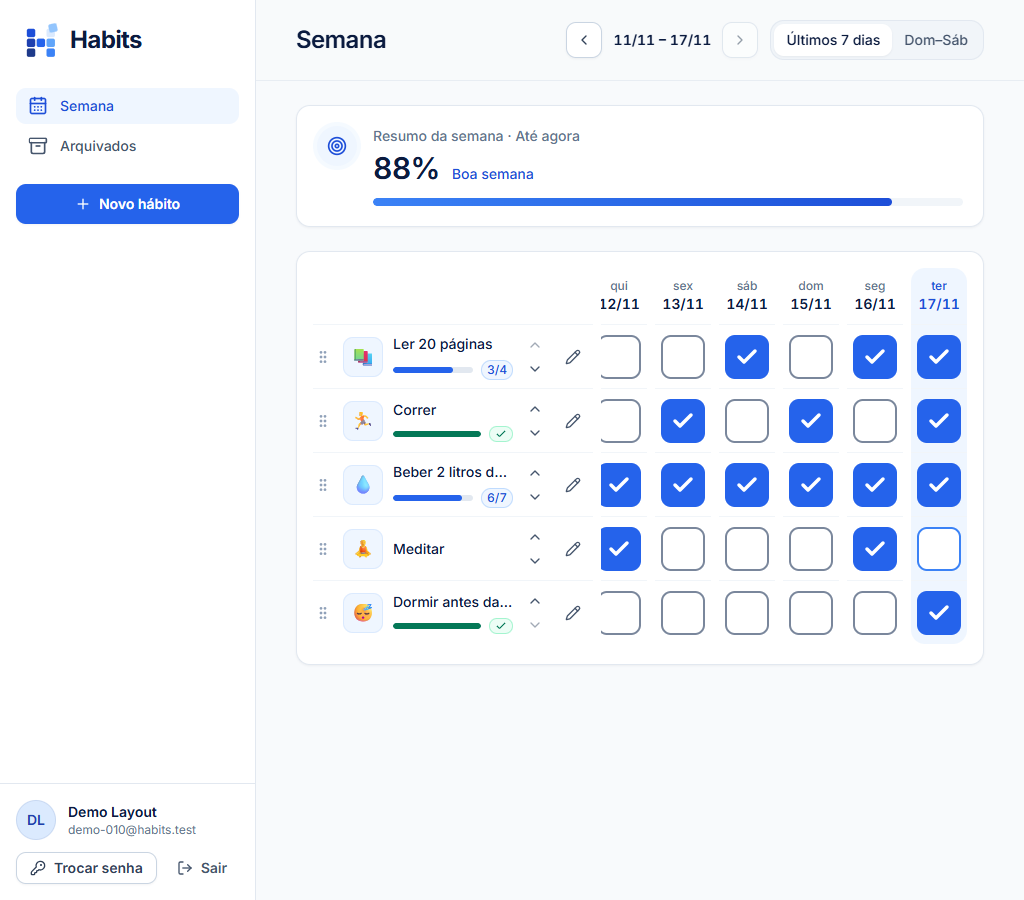 Habits
Semana
Arquivados
Novo hábito
Semana
11/11 – 17/11
Últimos 7 dias
Dom–Sáb
Resumo da semana · Até agora
88% Boa semana
qui sex sáb dom seg ter
12/11 13/11 14/11 15/11 16/11 17/11
Ler 20 páginas
3/4
Correr
Beber 2 litros d...
6/7
Meditar
Dormir antes da...
DL
Demo Layout
demo-010@habits.test
Trocar senha
Sair